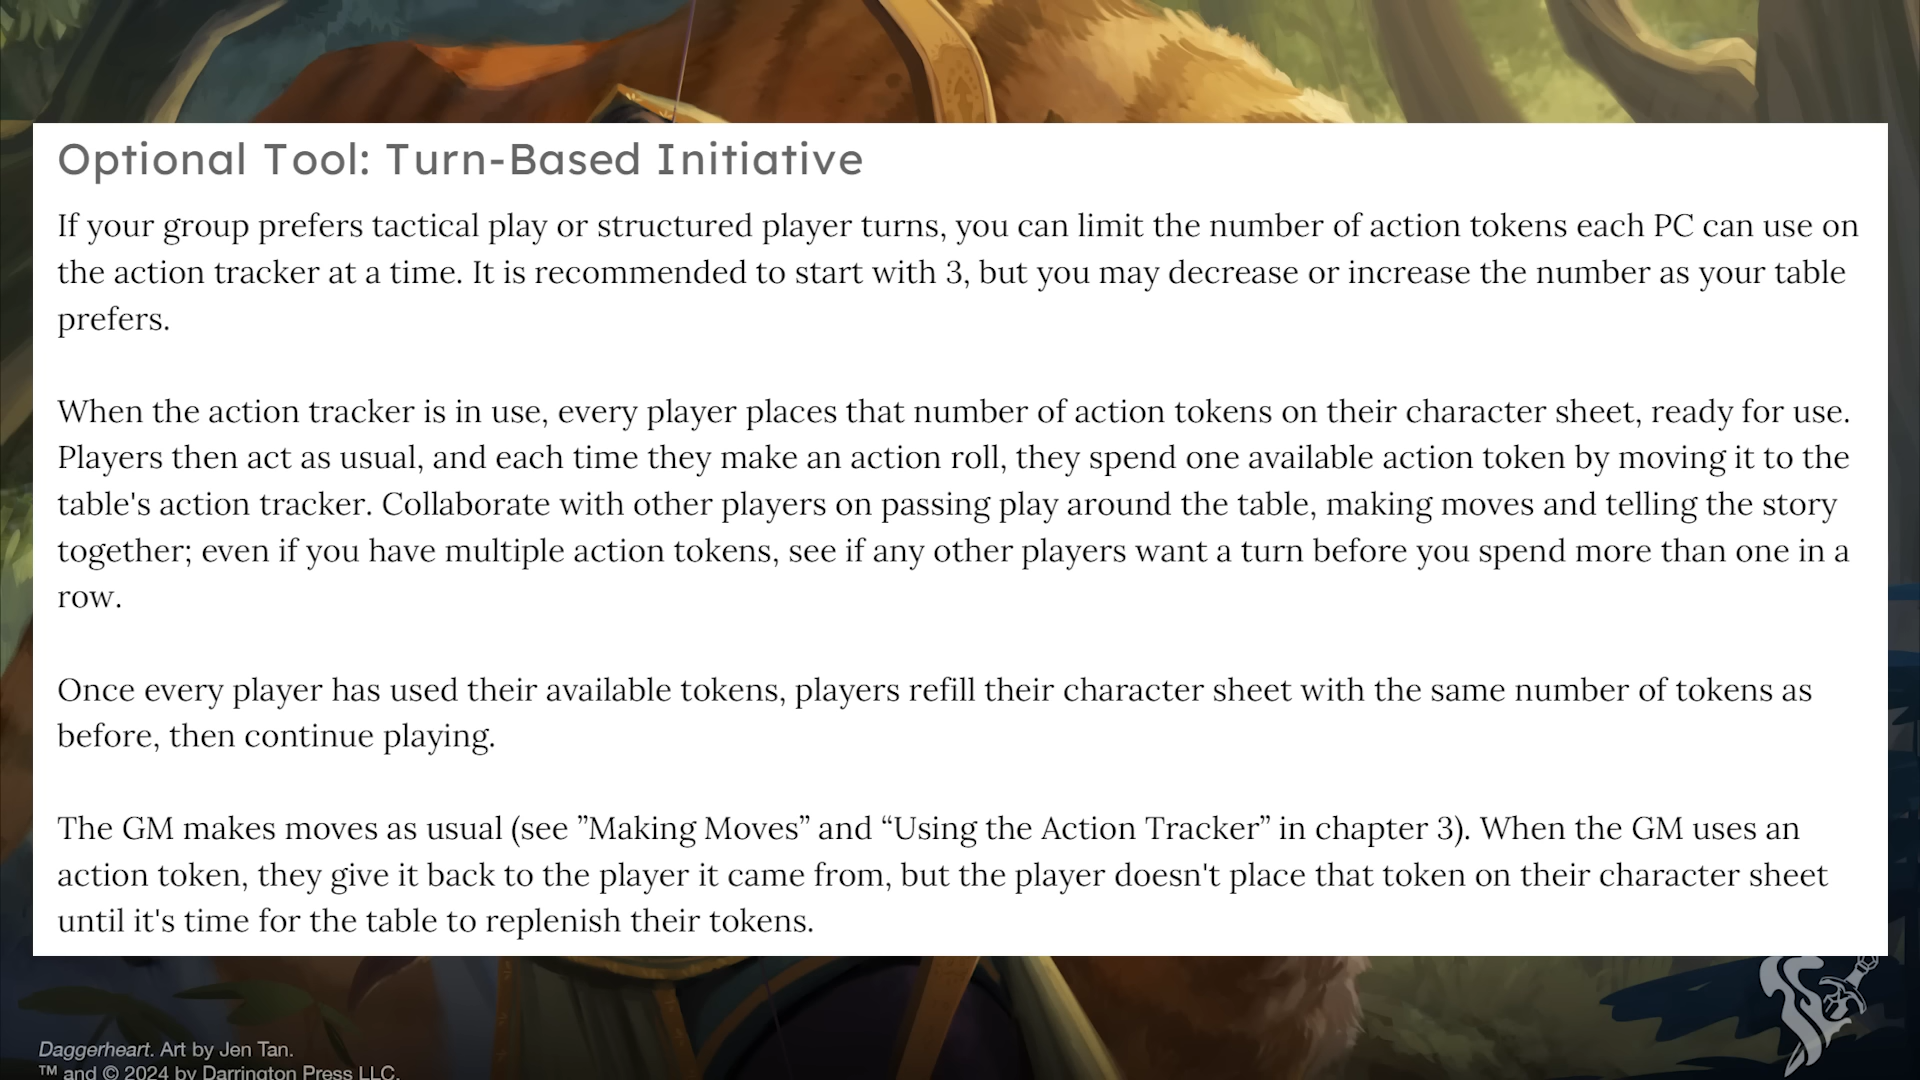 Optional Tool: Turn-Based Initiative
If your group prefers tactical play or structured player turns, you can limit the number of action tokens each PC can use on
the action tracker at a time. It is recommended to start with 3, but you may decrease or increase the number as your table
prefers.
When the action tracker is in use, every player places that number of action tokens on their character sheet, ready for use.
Players then act as usual, and each time they make an action roll, they spend one available action token by moving it to the
table's action tracker. Collaborate with other players on passing play around the table, making moves and telling the story
together; even if you have multiple action tokens, see if any other players want a turn before you spend more than one in a
row.
Once every player has used their available tokens, players refill their character sheet with the same number of tokens as
before, then continue playing.
The GM makes moves as usual (see ”Making Moves” and “Using the Action Tracker” in chapter 3). When the GM uses an
action token, they give it back to the player it came from, but the player doesn't place that token on their character sheet
until it's time for the table to replenish their tokens.
Daggerheart. Art by Jen Tan.
™ and © 2024 by Darrington Press LLC.